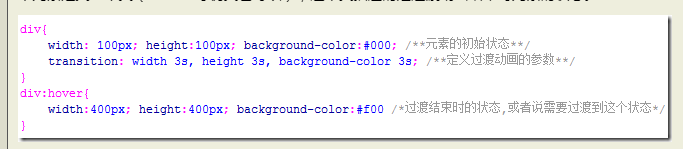 div{
    width: 100px; height:100px; background-color:#000; /**元素的初始状态**/
    transition: width 3s, height 3s, background-color 3s; /**定义过渡动画的参数**/
}
div:hover{
    width:400px; height:400px; background-color:#f00 /*过渡结束时的状态,或者说需要过渡到这个状态*/
}